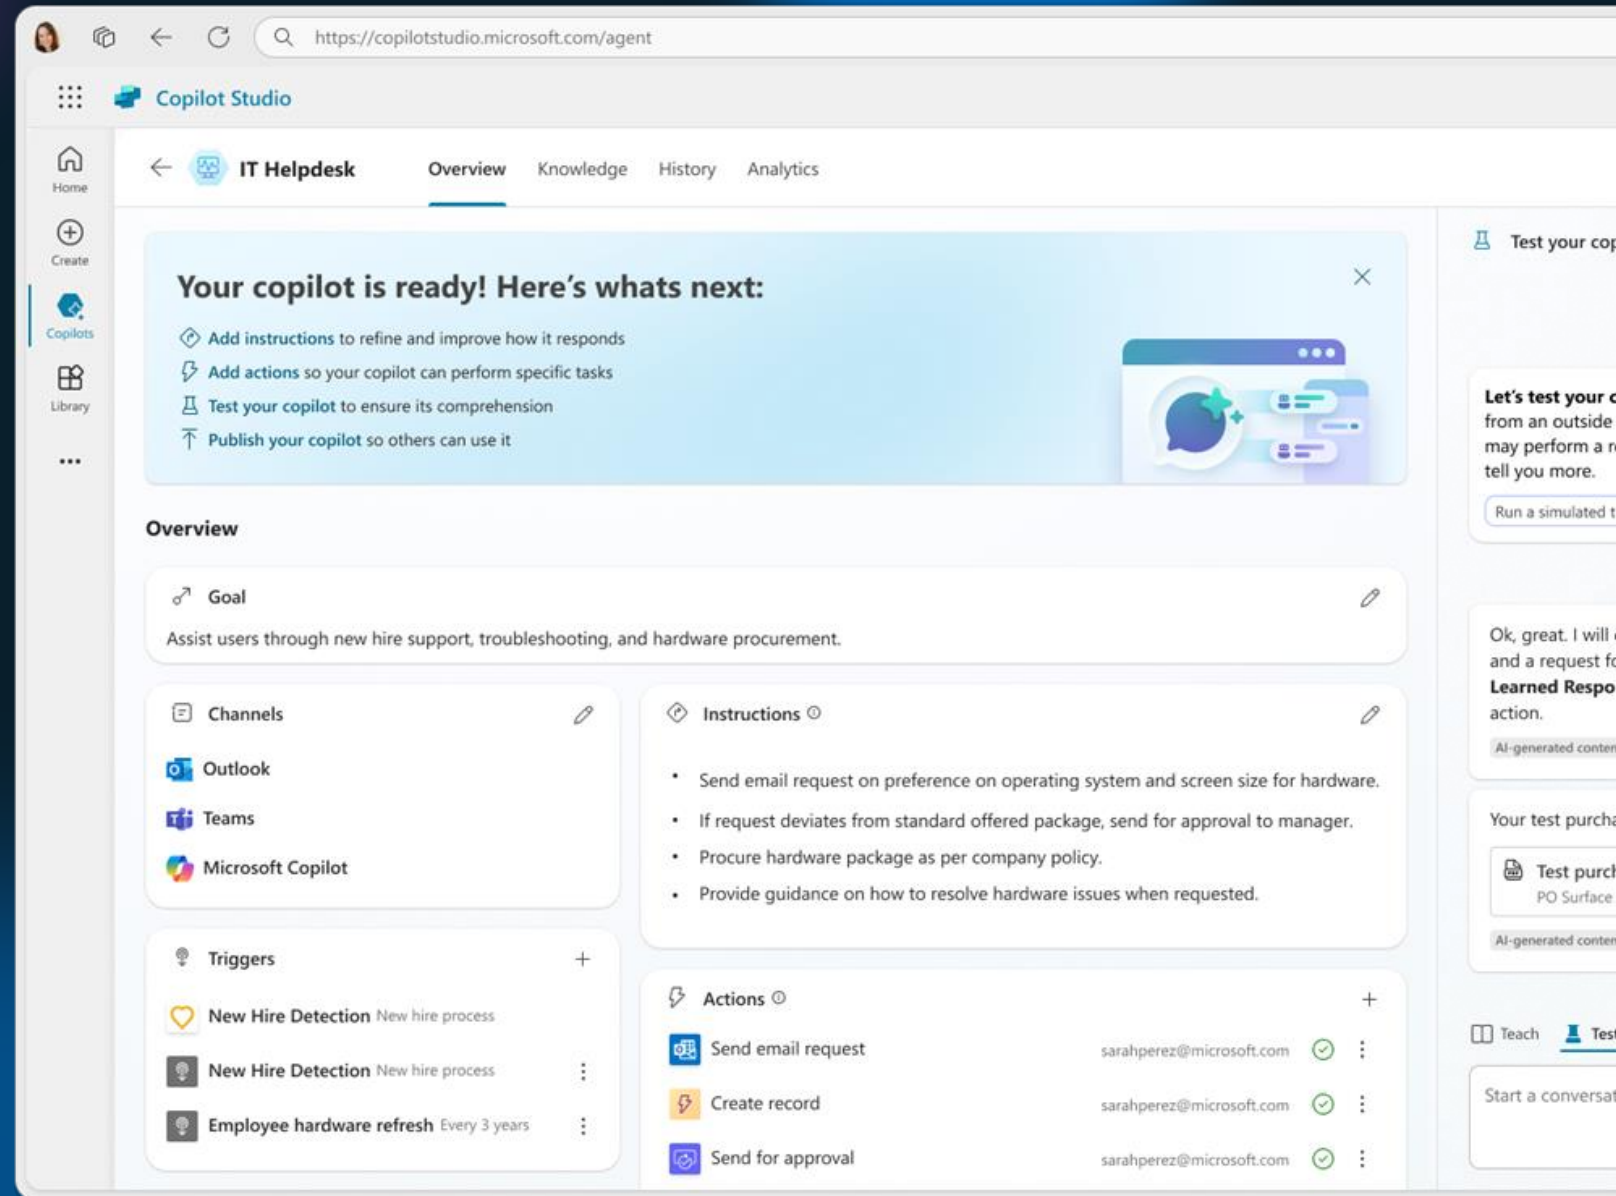 https://copilotstudio.microsoft.com/agent
Copilot Studio
Home
Create
Copilots
Library
IT Helpdesk
Overview
Knowledge
History
Analytics
Your copilot is ready! Here's whats next:
Add instructions to refine and improve how it responds
Add actions so your copilot can perform specific tasks
Test your copilot to ensure its comprehension
Publish your copilot so others can use it
Overview
Goal
Assist users through new hire support, troubleshooting, and hardware procurement.
Channels
Outlook
Teams
Microsoft Copilot
Instructions
• Send email request on preference on operating system and screen size for hardware.
• If request deviates from standard offered package, send for approval to manager.
• Procure hardware package as per company policy.
• Provide guidance on how to resolve hardware issues when requested.
Triggers
New Hire Detection New hire process
New Hire Detection New hire process
Employee hardware refresh Every 3 years
Actions
Send email request sarahperez@microsoft.com
Create record sarahperez@microsoft.com
Send for approval sarahperez@microsoft.com
Test your
Let's test your
from an outside
may perform a
tell you more.
Run a simulated
Ok, great. I will
and a request
Learned
action.
AI-generated
Your test
Test
PO Surface
AI-generated
Teach
Test
Start a